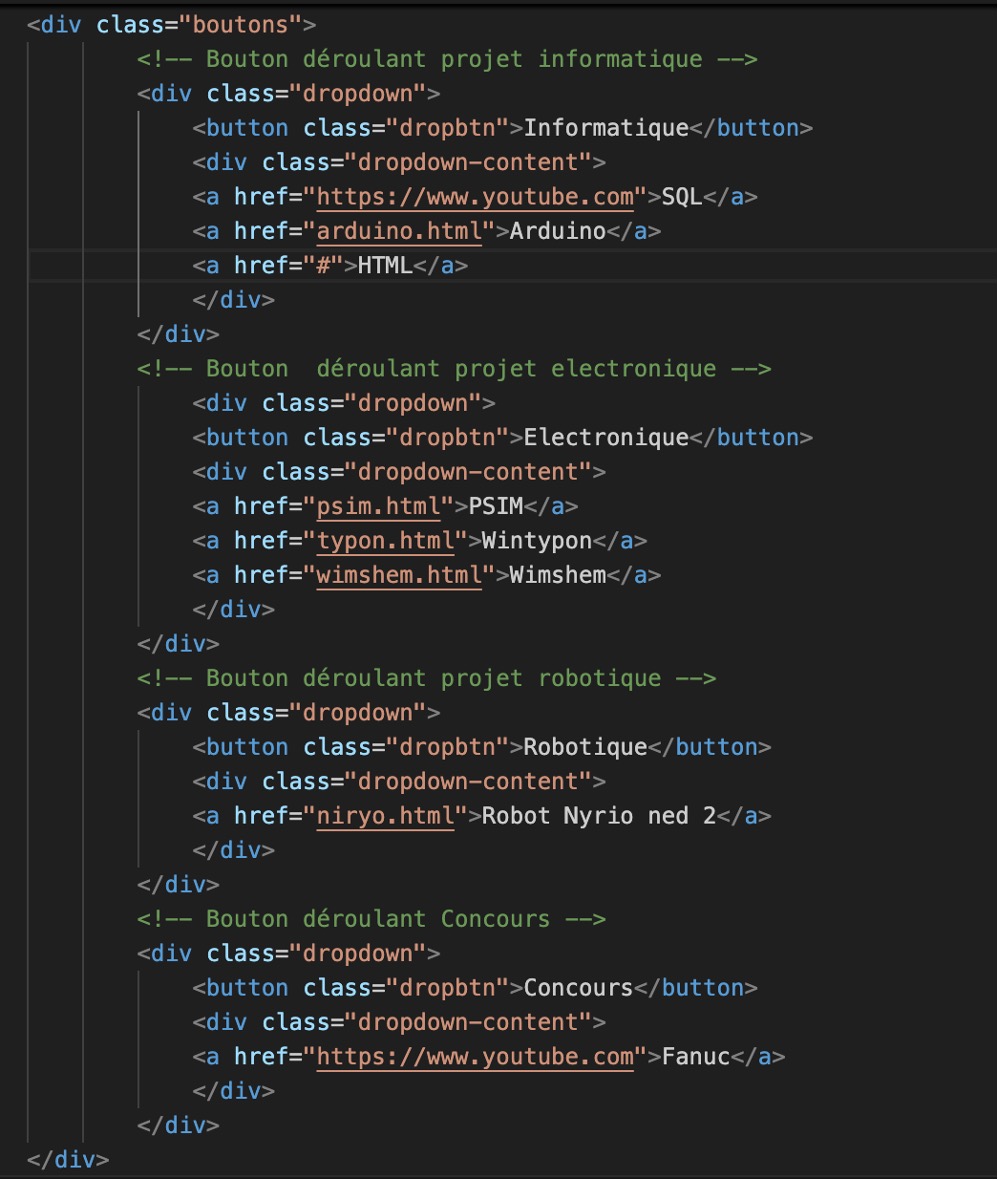 <div class="boutons">
<!-- Bouton déroulant projet informatique -->
<div class="dropdown">
<button class="dropbtn">Informatique</button>
<div class="dropdown-content">
<a href="https://www.youtube.com">SQL</a>
<a href="arduino.html">Arduino</a>
<a href="#">HTML</a>
</div>
</div>
<!-- Bouton  déroulant projet electronique -->
<div class="dropdown">
<button class="dropbtn">Electronique</button>
<div class="dropdown-content">
<a href="psim.html">PSIM</a>
<a href="typon.html">Wintypon</a>
<a href="wimshem.html">Wimshem</a>
</div>
</div>
<!-- Bouton déroulant projet robotique -->
<div class="dropdown">
<button class="dropbtn">Robotique</button>
<div class="dropdown-content">
<a href="niryo.html">Robot Nyrio ned 2</a>
</div>
</div>
<!-- Bouton déroulant Concours -->
<div class="dropdown">
<button class="dropbtn">Concours</button>
<div class="dropdown-content">
<a href="https://www.youtube.com">Fanuc</a>
</div>
</div>
</div>